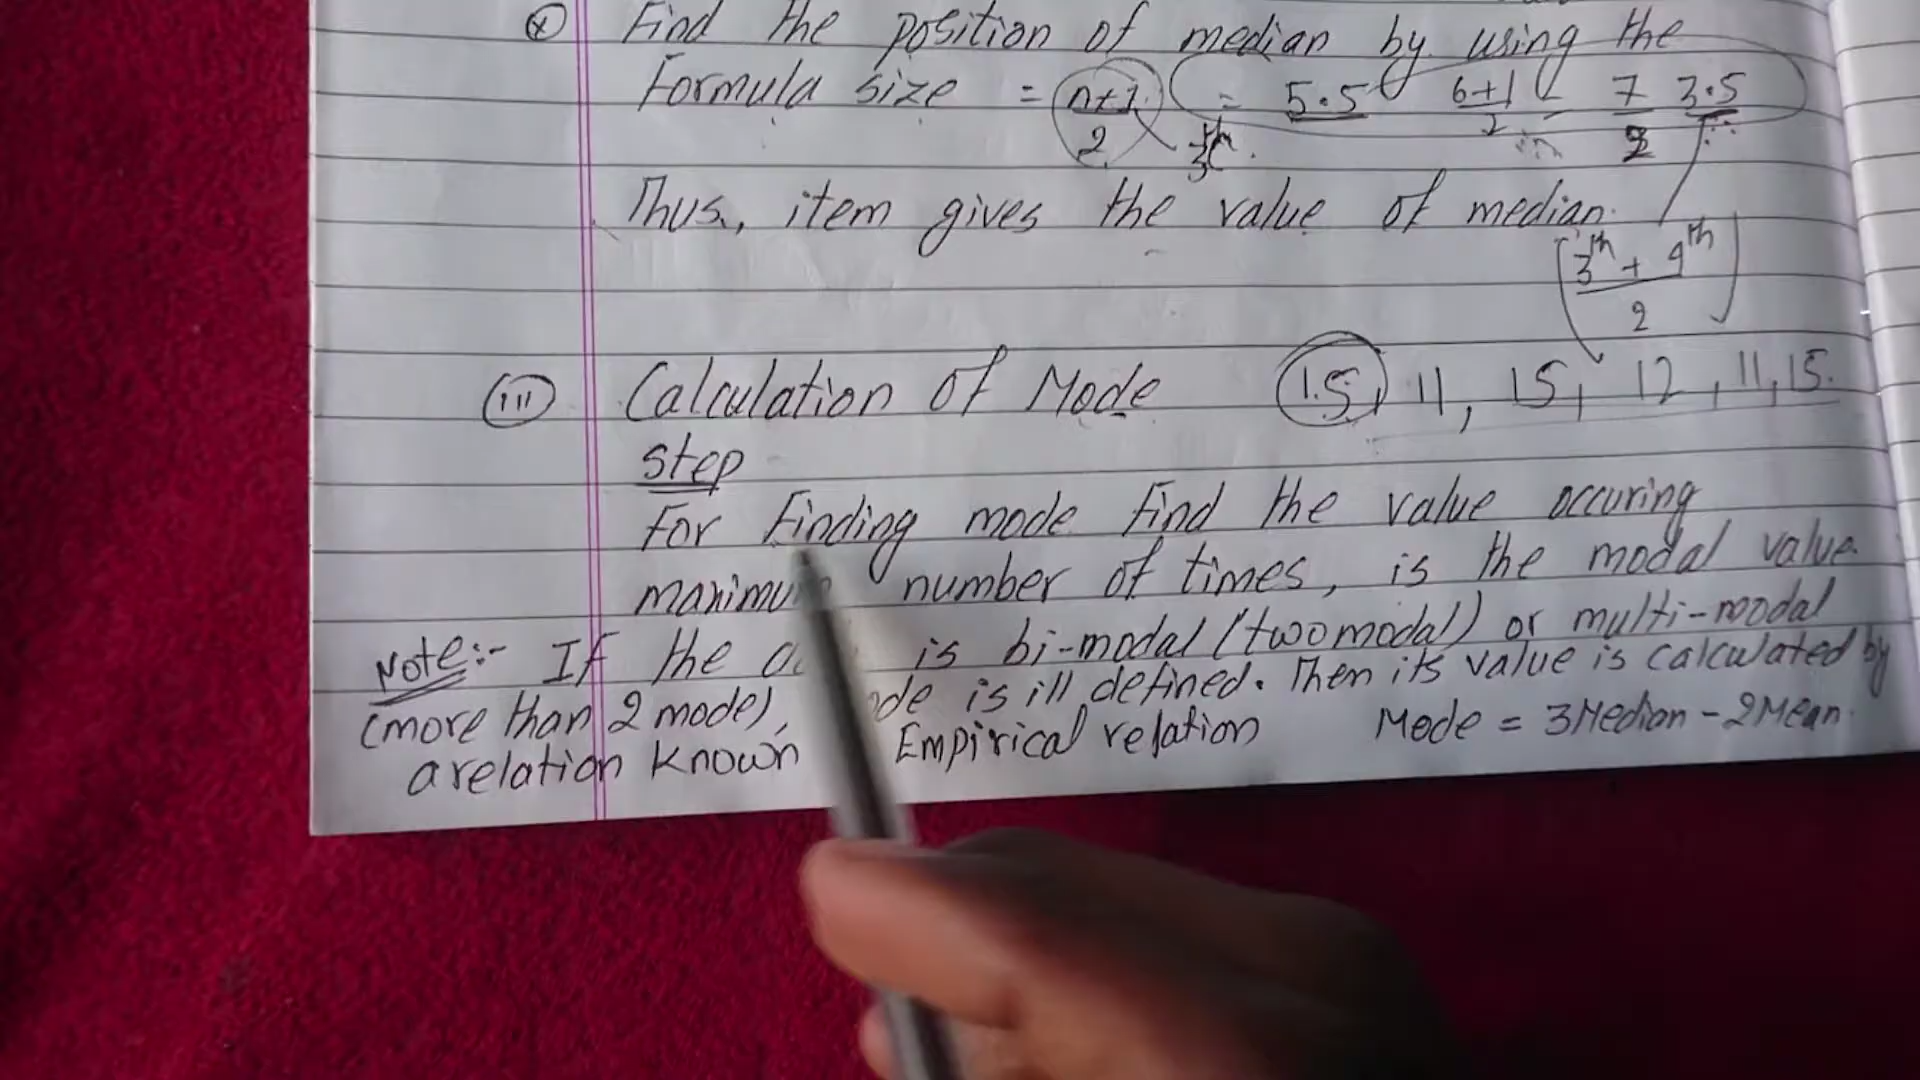 Find the position of median by using the
Formula size = n+1/2 th = 5.5 6+1/2 = 7/2 3.5
Thus, item gives the value of median.
[3th + 4th / 2]
(iii) Calculation of Mode 15, 11, 15, 12, 11, 15.
Step
For Finding mode find the value occuring
maximum number of times, is the modal value.
Note:- If the is bi-modal (two modal) or multi-modal
(more than 2 mode), is ill defined. Then its value is calculated by
a relation known Empirical relation Mode = 3Median - 2Mean.